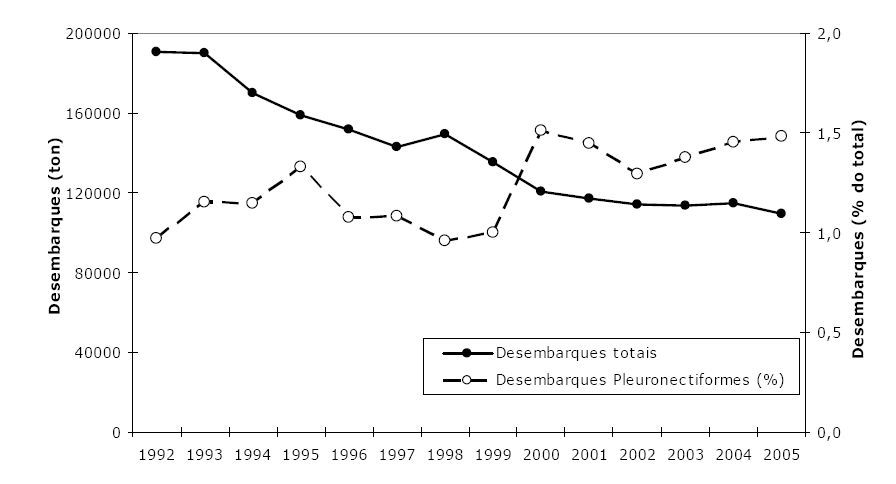 200000
160000
120000
80000
40000
0
Desembarques (ton)
2,0
1,5
1,0
0,5
0,0
Desembarques (% do total)
Desembarques totais
Desembarques Pleuronectiformes (%)
1992 1993 1994 1995 1996 1997 1998 1999 2000 2001 2002 2003 2004 2005